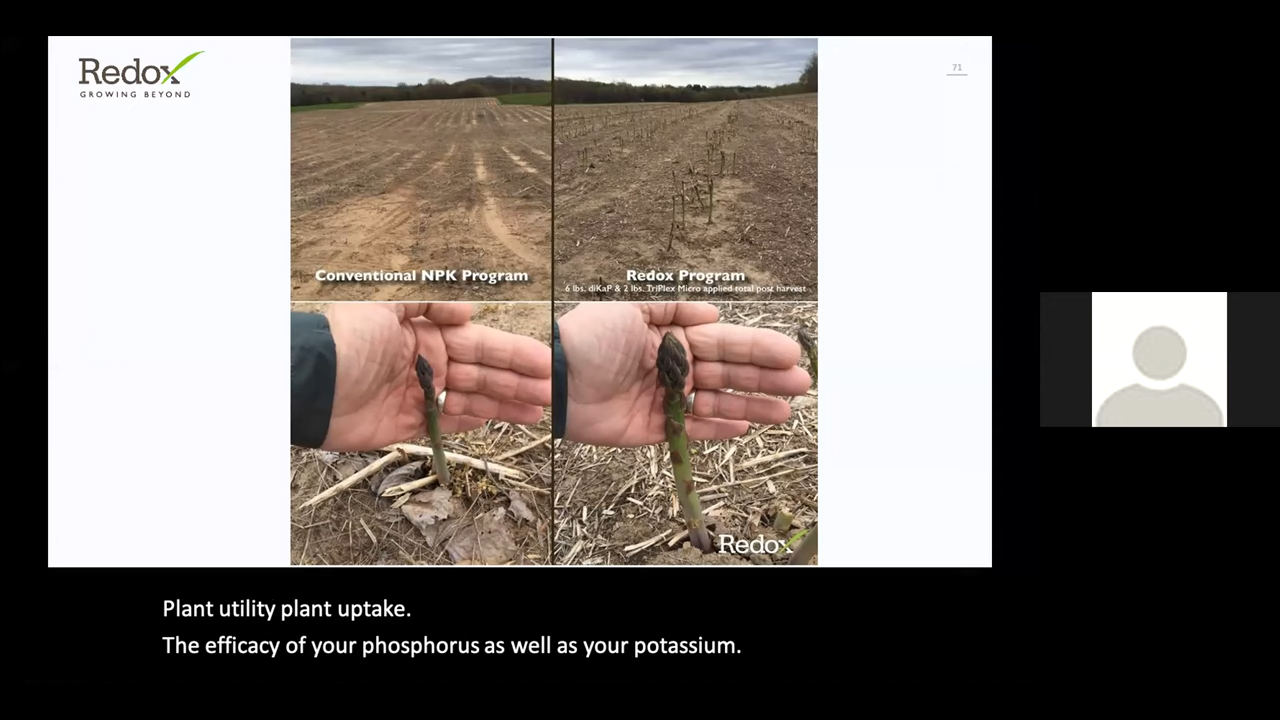 Redox
GROWING BEYOND
71
Conventional NPK Program
Redox Program
6 lbs. diKaP & 2 lbs. TriPlex Micro applied total post harvest
Redox
Plant utility plant uptake.
The efficacy of your phosphorus as well as your potassium.